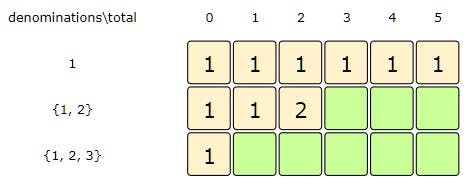 denominations\total 0 1 2 3 4 5
1 1 1 1 1 1 1
{1, 2} 1 1 2
{1, 2, 3} 1